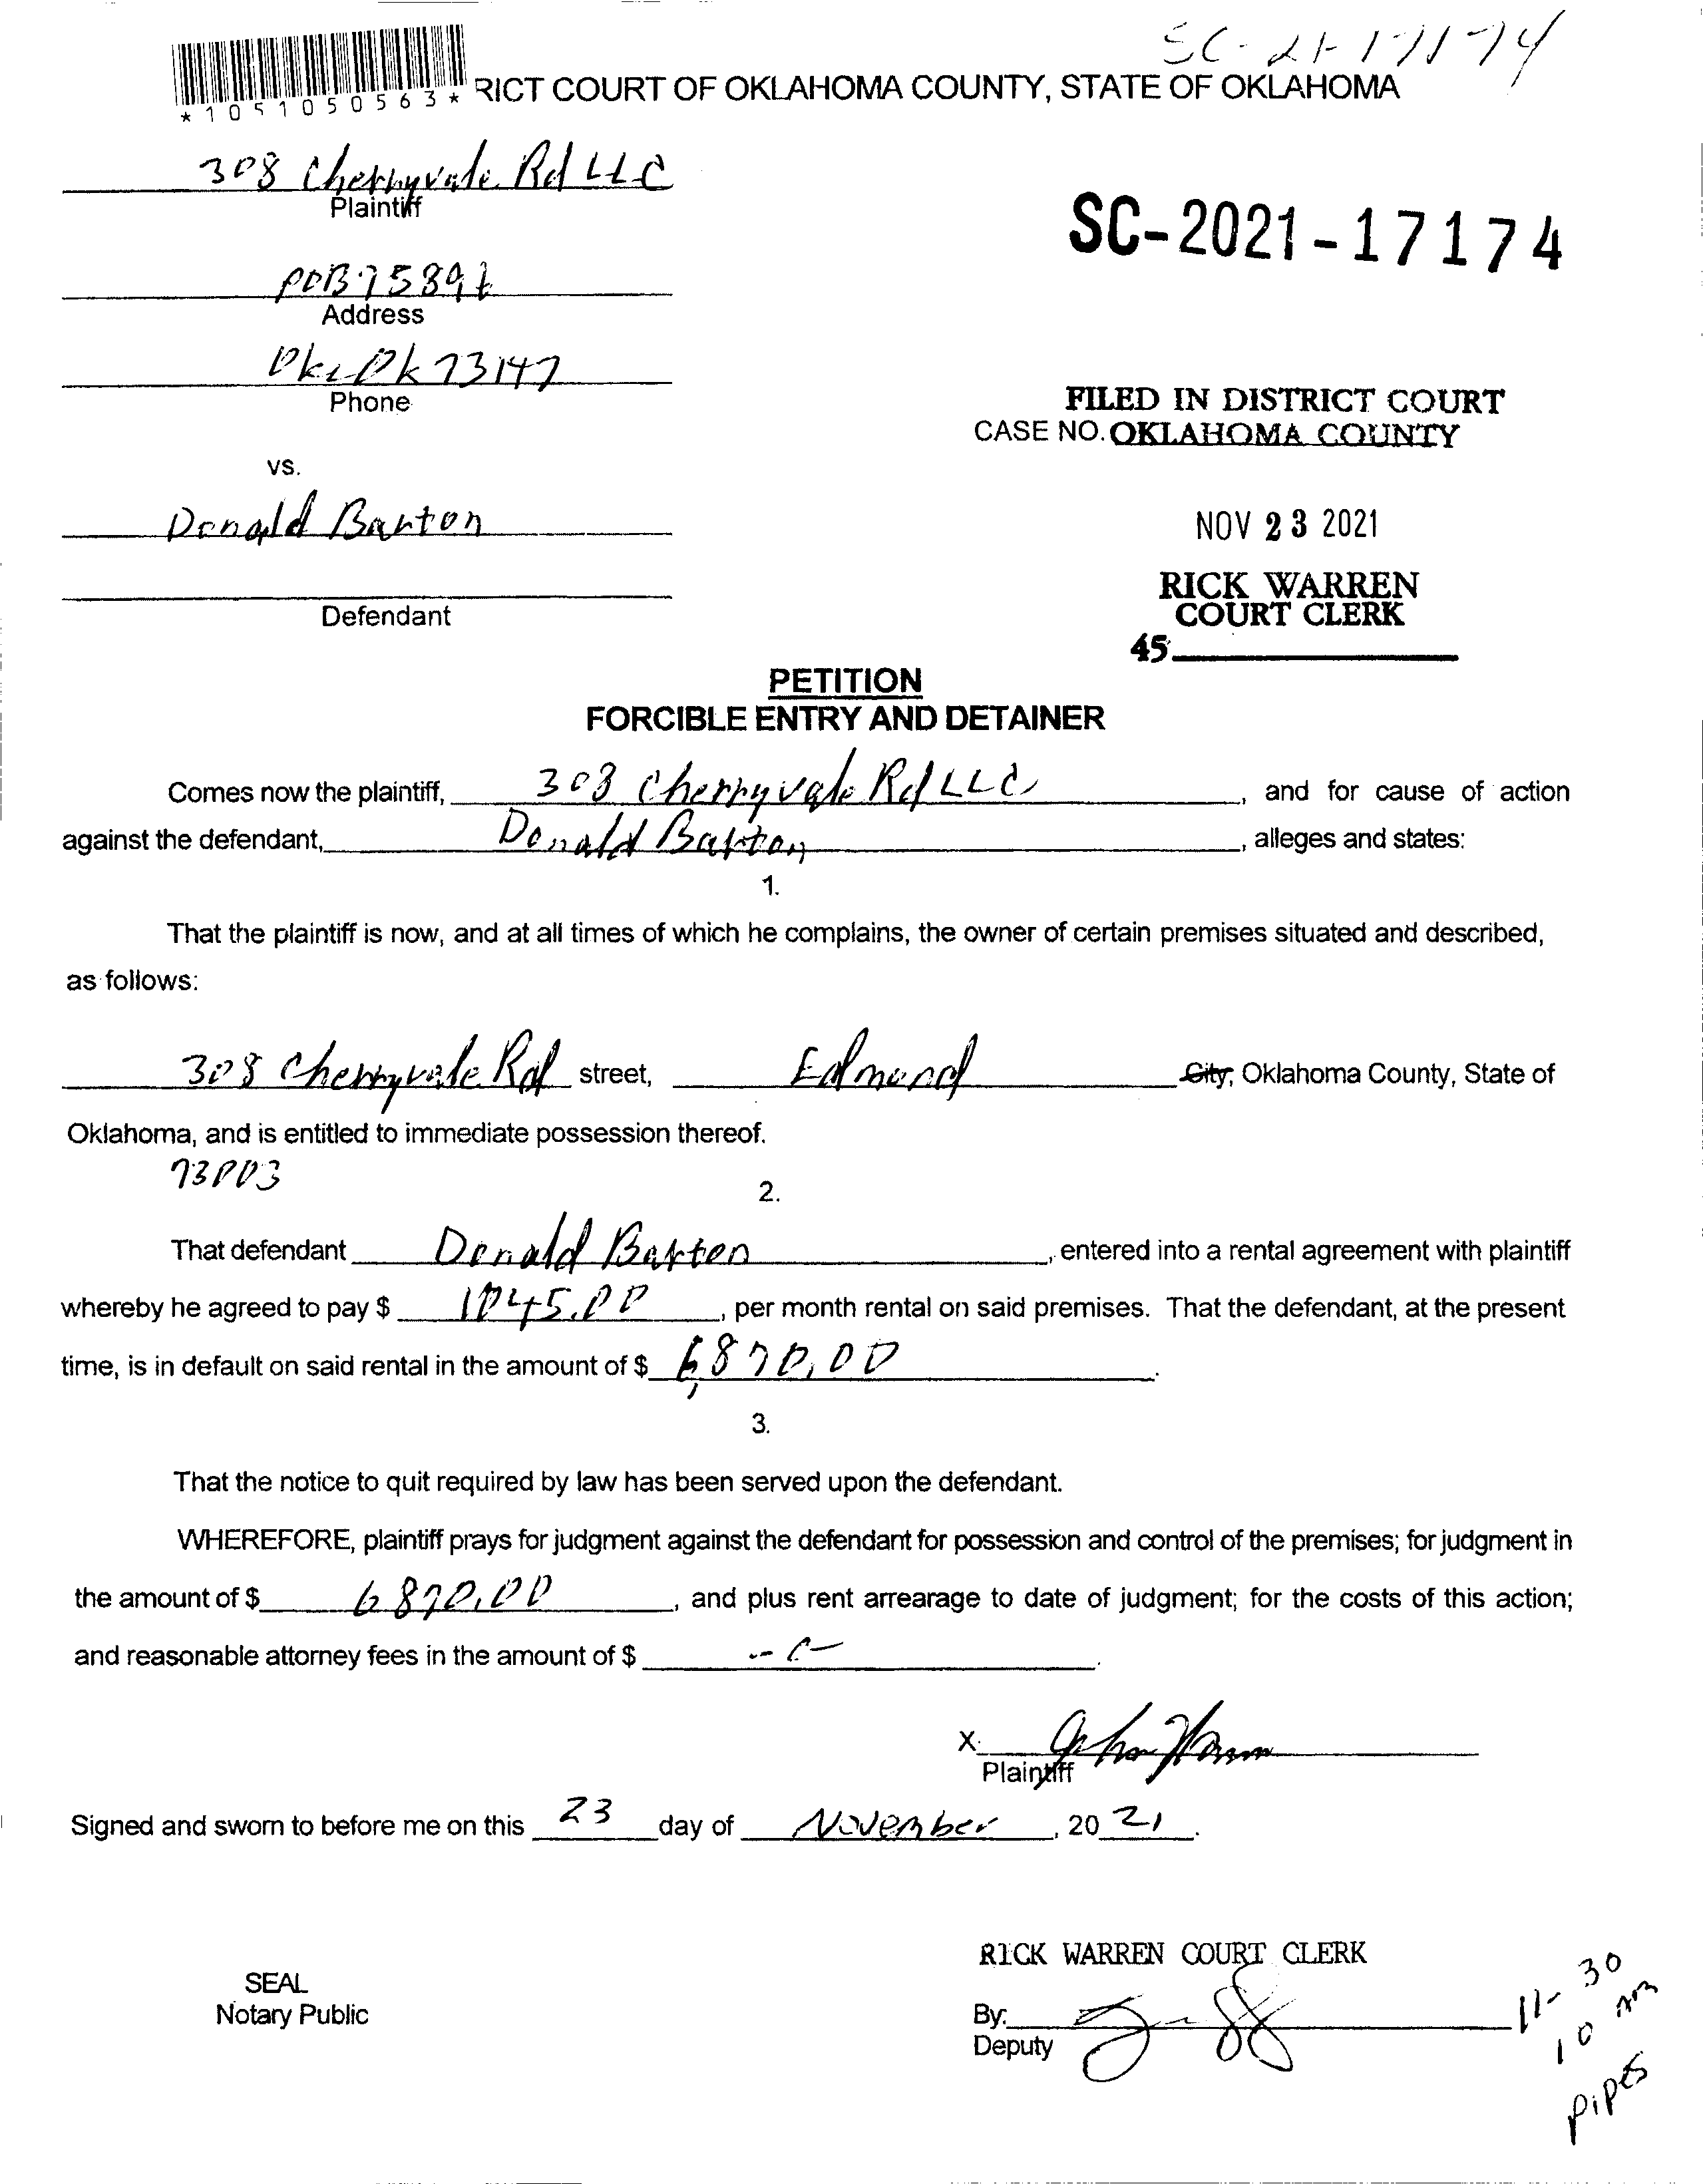 SC-21-17174
*1051050563* RICT COURT OF OKLAHOMA COUNTY, STATE OF OKLAHOMA
308 Cherryvale Rd LLC
Plaintiff
SC-2021-17174
POB 75891
Address
Okc Ok 73147
Phone
FILED IN DISTRICT COURT
CASE NO. OKLAHOMA COUNTY
vs.
Donald Barton
NOV 23 2021
RICK WARREN
COURT CLERK
Defendant
45
PETITION
FORCIBLE ENTRY AND DETAINER
Comes now the plaintiff, 308 Cherryvale Rd LLC, and for cause of action
against the defendant, Donald Barton, alleges and states:
1.
That the plaintiff is now, and at all times of which he complains, the owner of certain premises situated and described,
as follows:
308 Cherryvale Rd street, Edmond City, Oklahoma County, State of
Oklahoma, and is entitled to immediate possession thereof.
73003
2.
That defendant Donald Barton, entered into a rental agreement with plaintiff
whereby he agreed to pay $ 1045.00, per month rental on said premises. That the defendant, at the present
time, is in default on said rental in the amount of $ 6,870.00.
3.
That the notice to quit required by law has been served upon the defendant.
WHEREFORE, plaintiff prays for judgment against the defendant for possession and control of the premises; for judgment in
the amount of $ 6870.00, and plus rent arrearage to date of judgment; for the costs of this action;
and reasonable attorney fees in the amount of $ -0-.
X.
Plaintiff
Signed and sworn to before me on this 23 day of November, 20 21.
RICK WARREN COURT CLERK
SEAL
Notary Public
By:
Deputy
11-30
10 am
Pipes